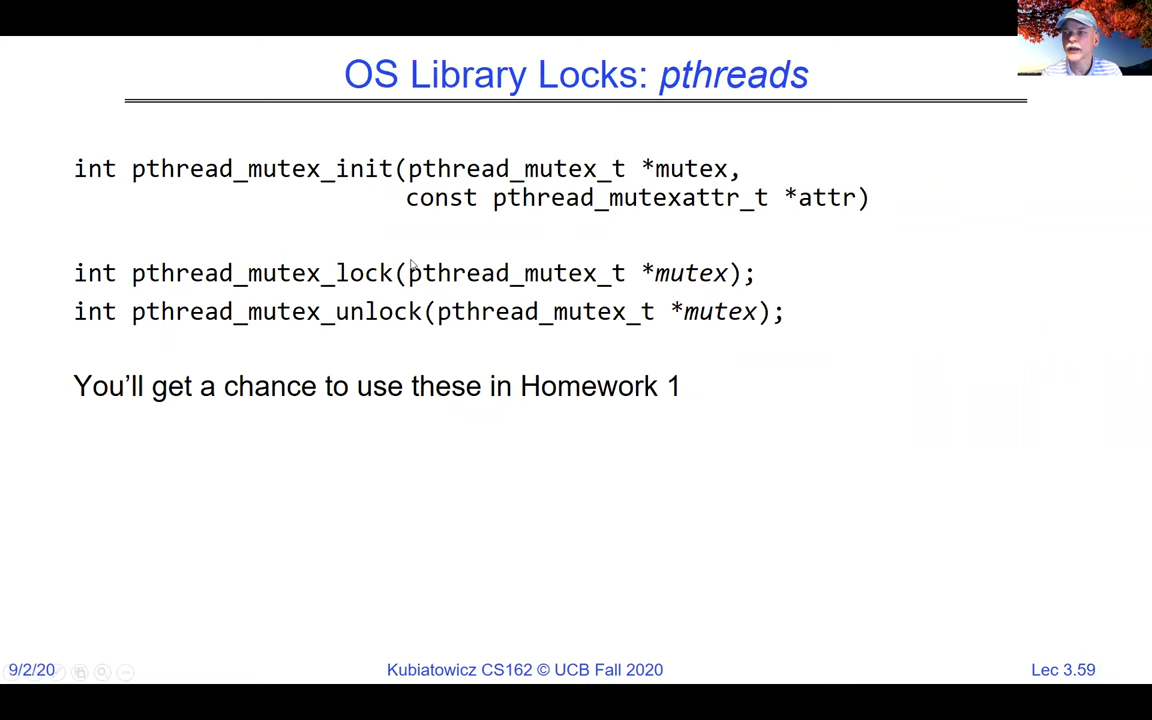 OS Library Locks: pthreads
int pthread_mutex_init(pthread_mutex_t *mutex,
const pthread_mutexattr_t *attr)
int pthread_mutex_lock(pthread_mutex_t *mutex);
int pthread_mutex_unlock(pthread_mutex_t *mutex);
You’ll get a chance to use these in Homework 1
9/2/20
Kubiatowicz CS162 © UCB Fall 2020
Lec 3.59